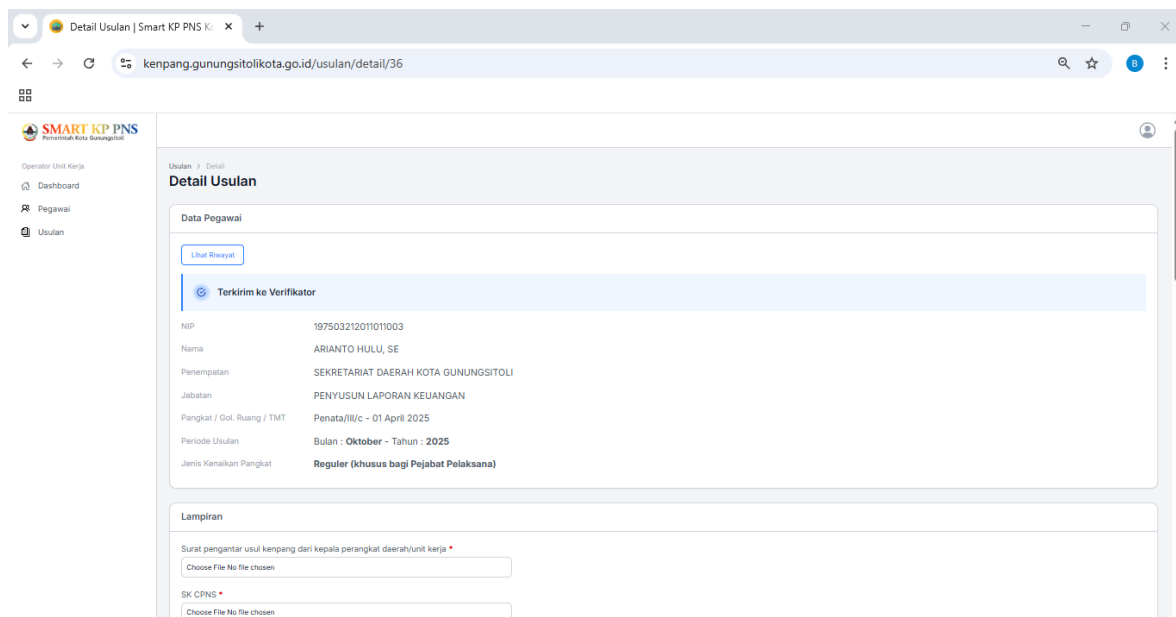 Detail Usulan | Smart KP PNS Ko
kenpang.gunungsitolikota.go.id/usulan/detail/36
B
SMART KP PNS
Pemerintah Kota Gunungsitoli
Operator Unit Kerja
Dashboard
Pegawai
Usulan
Usulan > Detail
Detail Usulan
Data Pegawai
Lihat Riwayat
Terkirim ke Verifikator
NIP 197503212011011003
Nama ARIANTO HULU, SE
Penempatan SEKRETARIAT DAERAH KOTA GUNUNGSITOLI
Jabatan PENYUSUN LAPORAN KEUANGAN
Pangkat / Gol. Ruang / TMT Penata/III/c - 01 April 2025
Periode Usulan Bulan : Oktober - Tahun : 2025
Jenis Kenaikan Pangkat Reguler (khusus bagi Pejabat Pelaksana)
Lampiran
Surat pengantar usul kenpang dari kepala perangkat daerah/unit kerja *
Choose File No file chosen
SK CPNS *
Choose File No file chosen